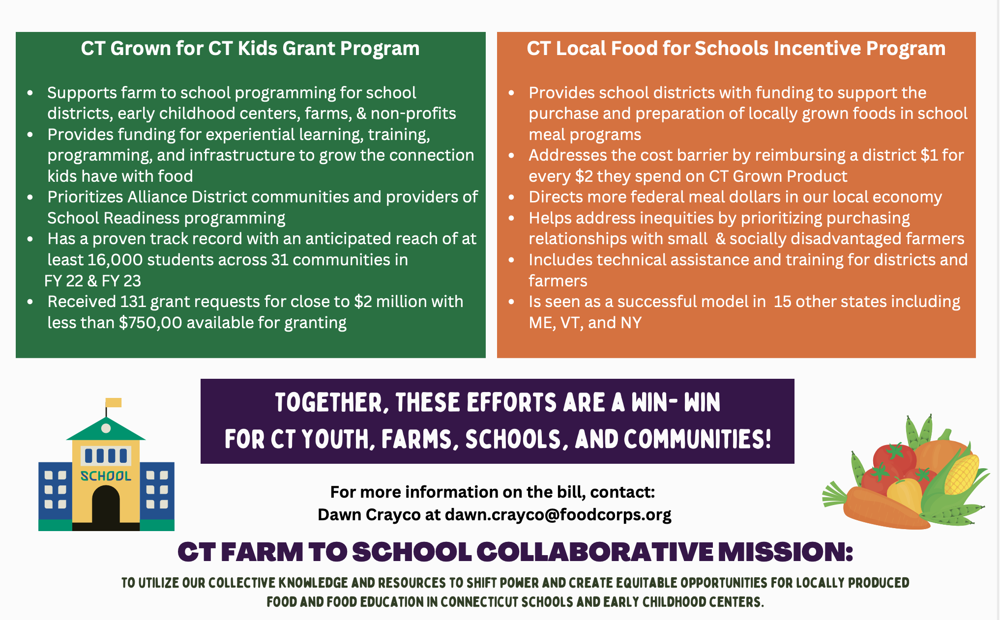 CT Grown for CT Kids Grant Program
• Supports farm to school programming for school
districts, early childhood centers, farms, & non-profits
• Provides funding for experiential learning, training,
programming, and infrastructure to grow the connection
kids have with food
• Prioritizes Alliance District communities and providers of
School Readiness programming
• Has a proven track record with an anticipated reach of at
least 16,000 students across 31 communities in
FY 22 & FY 23
• Received 131 grant requests for close to $2 million with
less than $750,00 available for granting
CT Local Food for Schools Incentive Program
• Provides school districts with funding to support the
purchase and preparation of locally grown foods in school
meal programs
• Addresses the cost barrier by reimbursing a district $1 for
every $2 they spend on CT Grown Product
• Directs more federal meal dollars in our local economy
• Helps address inequities by prioritizing purchasing
relationships with small & socially disadvantaged farmers
• Includes technical assistance and training for districts and
farmers
• Is seen as a successful model in 15 other states including
ME, VT, and NY
TOGETHER, THESE EFFORTS ARE A WIN- WIN
FOR CT YOUTH, FARMS, SCHOOLS, AND COMMUNITIES!
SCHOOL
For more information on the bill, contact:
Dawn Crayco at dawn.crayco@foodcorps.org
CT FARM TO SCHOOL COLLABORATIVE MISSION:
TO UTILIZE OUR COLLECTIVE KNOWLEDGE AND RESOURCES TO SHIFT POWER AND CREATE EQUITABLE OPPORTUNITIES FOR LOCALLY PRODUCED
FOOD AND FOOD EDUCATION IN CONNECTICUT SCHOOLS AND EARLY CHILDHOOD CENTERS.